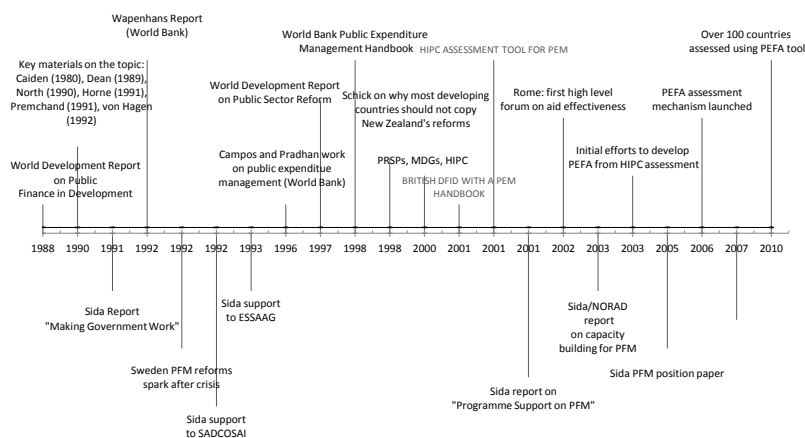 Wapenhans Report
(World Bank)
World Bank Public Expenditure
Management Handbook
HIPC ASSESSMENT TOOL FOR PEM
Over 100 countries
assessed using PEFA tool
Key materials on the topic:
Caiden (1980), Dean (1989),
North (1990), Horne (1991),
Premchand (1991), von Hagen
(1992)
World Development Report
on Public Sector Reform
Schick on why most developing
countries should not copy
New Zealand's reforms
Rome: first high level
forum on aid effectiveness
PEFA assessment
mechanism launched
World Development Report
on Public
Finance in Development
Campos and Pradhan work
on public expenditue
management (World Bank)
PRSPs, MDGs, HIPC
BRITISH DFID WITH A PEM
HANDBOOK
Initial efforts to develop
PEFA from HIPC assessment
1988 1990 1991 1992 1992 1992 1993 1996 1997 1998 1998 2000 2001 2001 2001 2002 2003 2003 2005 2006 2007 2010
Sida Report
"Making Government Work"
Sida support
to ESSAAG
Sida/NORAD
report
on capacity
building for PFM
Sweden PFM reforms
spark after crisis
Sida PFM position paper
Sida report on
"Programme Support on PFM"
Sida support
to SADCOSAI